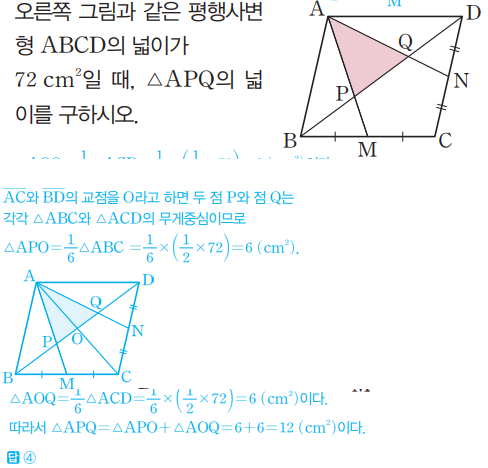 오른쪽 그림과 같은 평행사변
형 ABCD의 넓이가
72 cm²일 때, △APQ의 넓
이를 구하시오.
A
M
D
Q
N
P
B
M
C
AC와 BD의 교점을 O라고 하면 두 점 P와 점 Q는
각각 △ABC와 △ACD의 무게중심이므로
△APO=1/6△ABC =1/6×(1/2×72)=6 (cm²),
A
D
Q
N
P
O
B
M
C
△AOQ=1/6△ACD=1/6×(1/2×72)=6 (cm²)이다.
따라서 △APQ=△APO+△AOQ=6+6=12 (cm²)이다.
답 ④